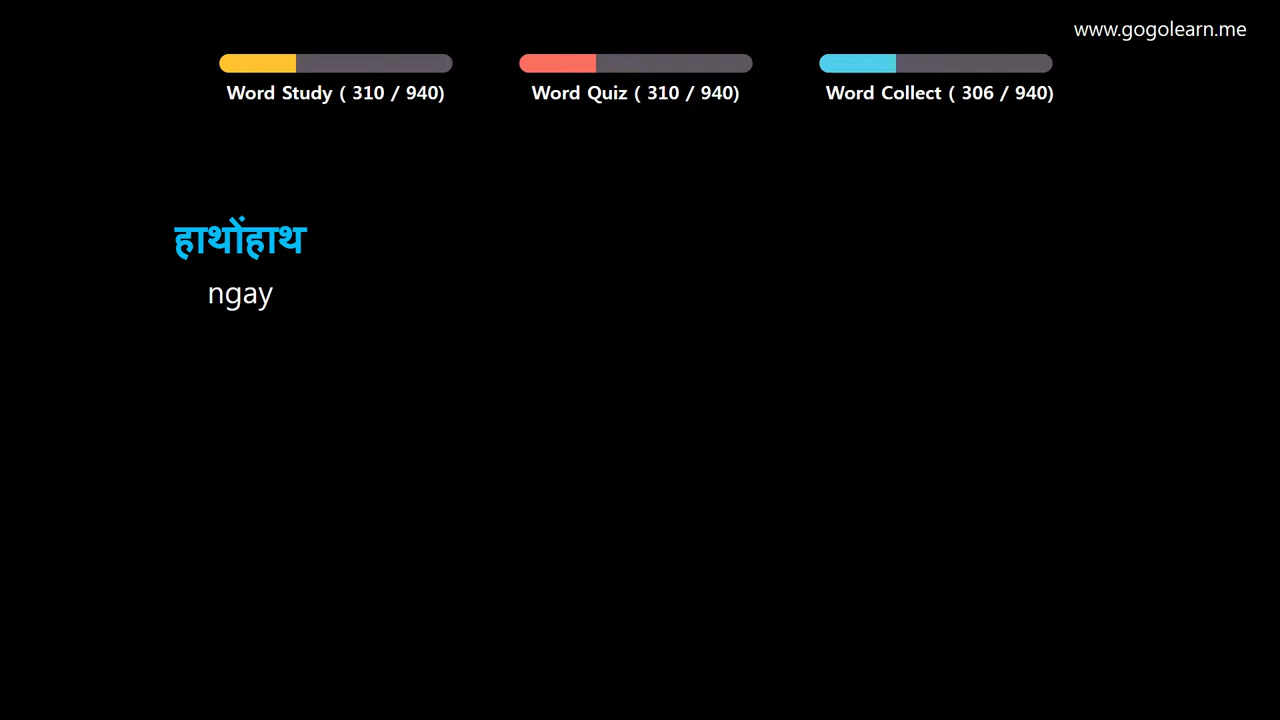 www.gogolearn.me
Word Study ( 310 / 940)
Word Quiz ( 310 / 940)
Word Collect ( 306 / 940)
हाथोंहाथ
ngay